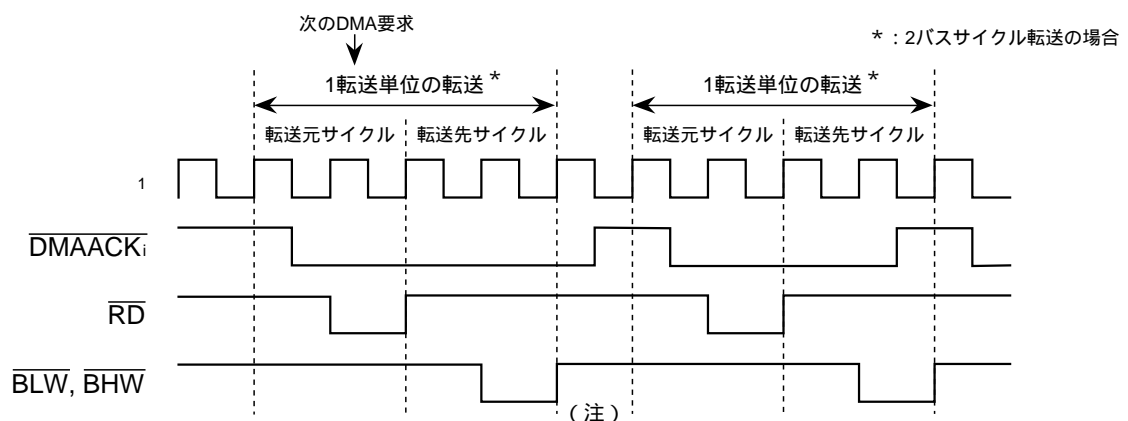 次のDMA要求
* : 2バスサイクル転送の場合
1転送単位の転送 *
1転送単位の転送 *
転送元サイクル
転送先サイクル
転送元サイクル
転送先サイクル
1
DMAACKi
RD
BLW, BHW
(注)